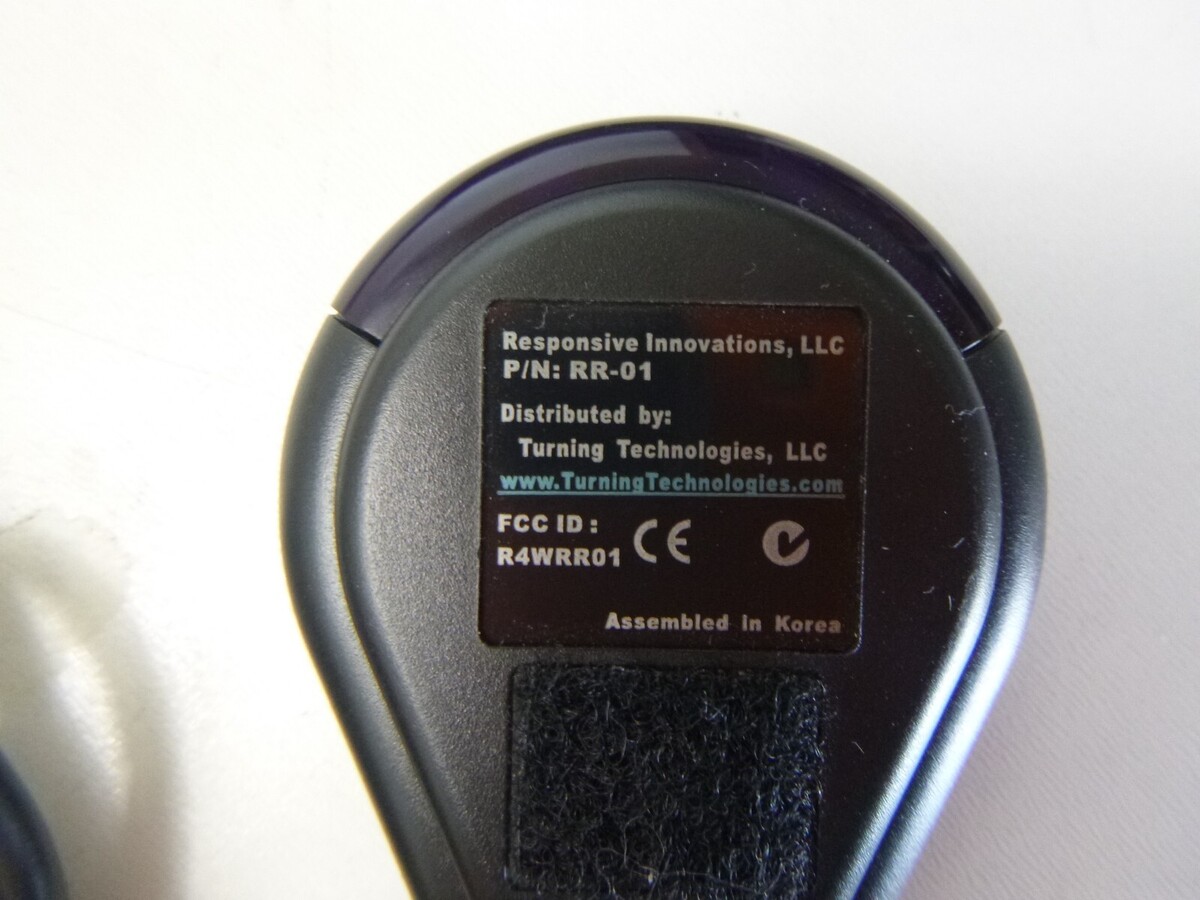 Responsive Innovations, LLC
P/N: RR-01
Distributed by:
Turning Technologies, LLC
www.TurningTechnologies.com
FCC ID :
R4WRR01
CE
Assembled in Korea